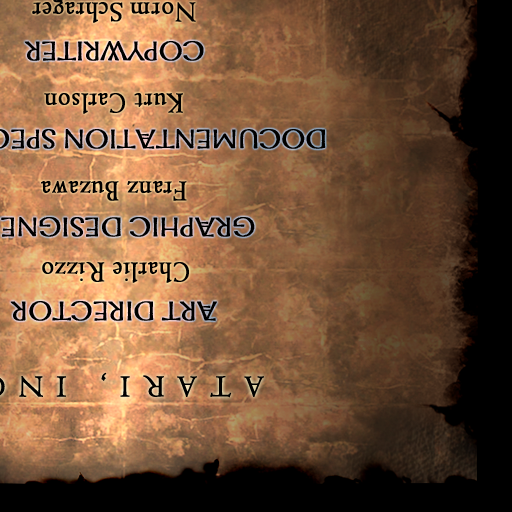 ATARI, INC
ART DIRECTOR
Charlie Rizzo
GRAPHIC DESIGNE
Franz Buzawa
DOCUMENTATION SPEC
Kurt Carlson
COPYWRITER
Norm Schrager